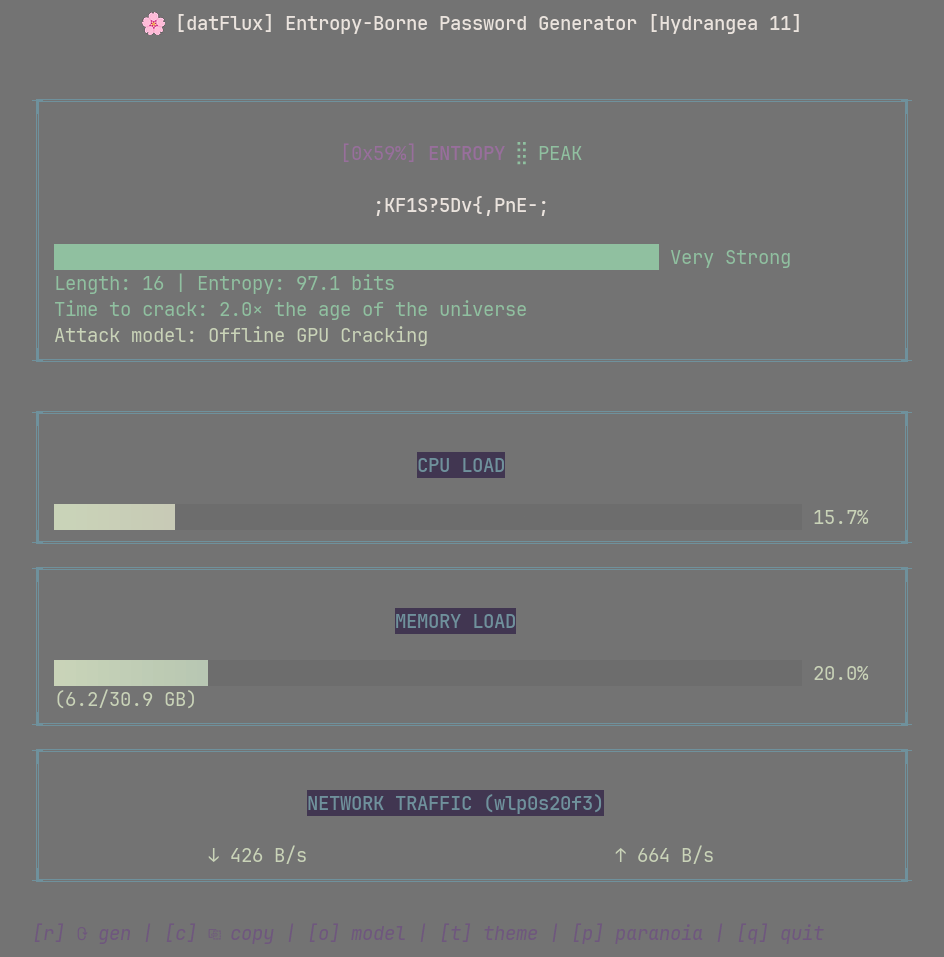 🌸 [datFlux] Entropy-Borne Password Generator [Hydrangea 11]
[0x59%] ENTROPY ⣿ PEAK
;KF1S?5Dv{,PnE-;
Very Strong
Length: 16 | Entropy: 97.1 bits
Time to crack: 2.0× the age of the universe
Attack model: Offline GPU Cracking
CPU LOAD
15.7%
MEMORY LOAD
20.0%
(6.2/30.9 GB)
NETWORK TRAFFIC (wlp0s20f3)
↓ 426 B/s ↑ 664 B/s
[r] gen | [c] copy | [o] model | [t] theme | [p] paranoia | [q] quit